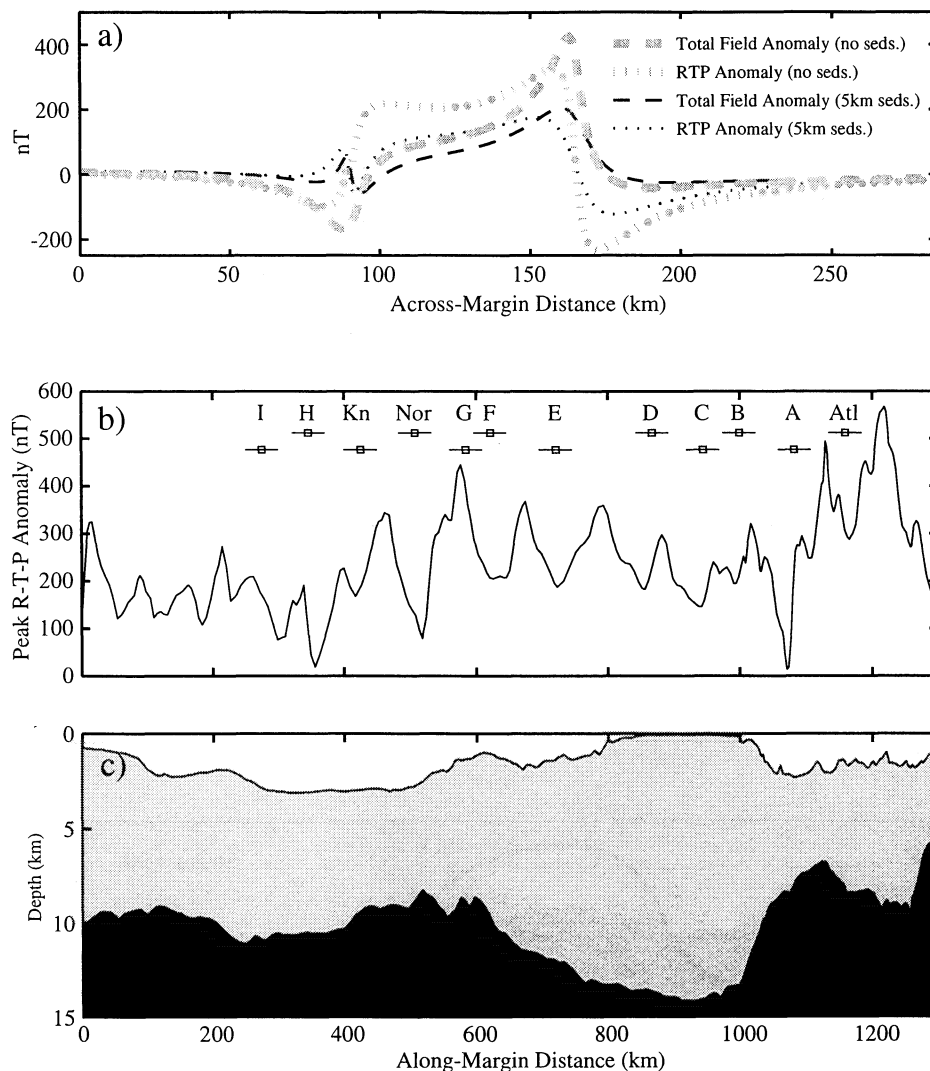 a)
400
200
0
-200
nT
Total Field Anomaly (no seds.)
RTP Anomaly (no seds.)
Total Field Anomaly (5km seds.)
RTP Anomaly (5km seds.)
0 50 100 150 200 250
Across-Margin Distance (km)
b)
600
500
400
300
200
100
0
Peak R-T-P Anomaly (nT)
I H Kn Nor G F E D C B A Atl
c)
0
5
10
15
Depth (km)
0 200 400 600 800 1000 1200
Along-Margin Distance (km)